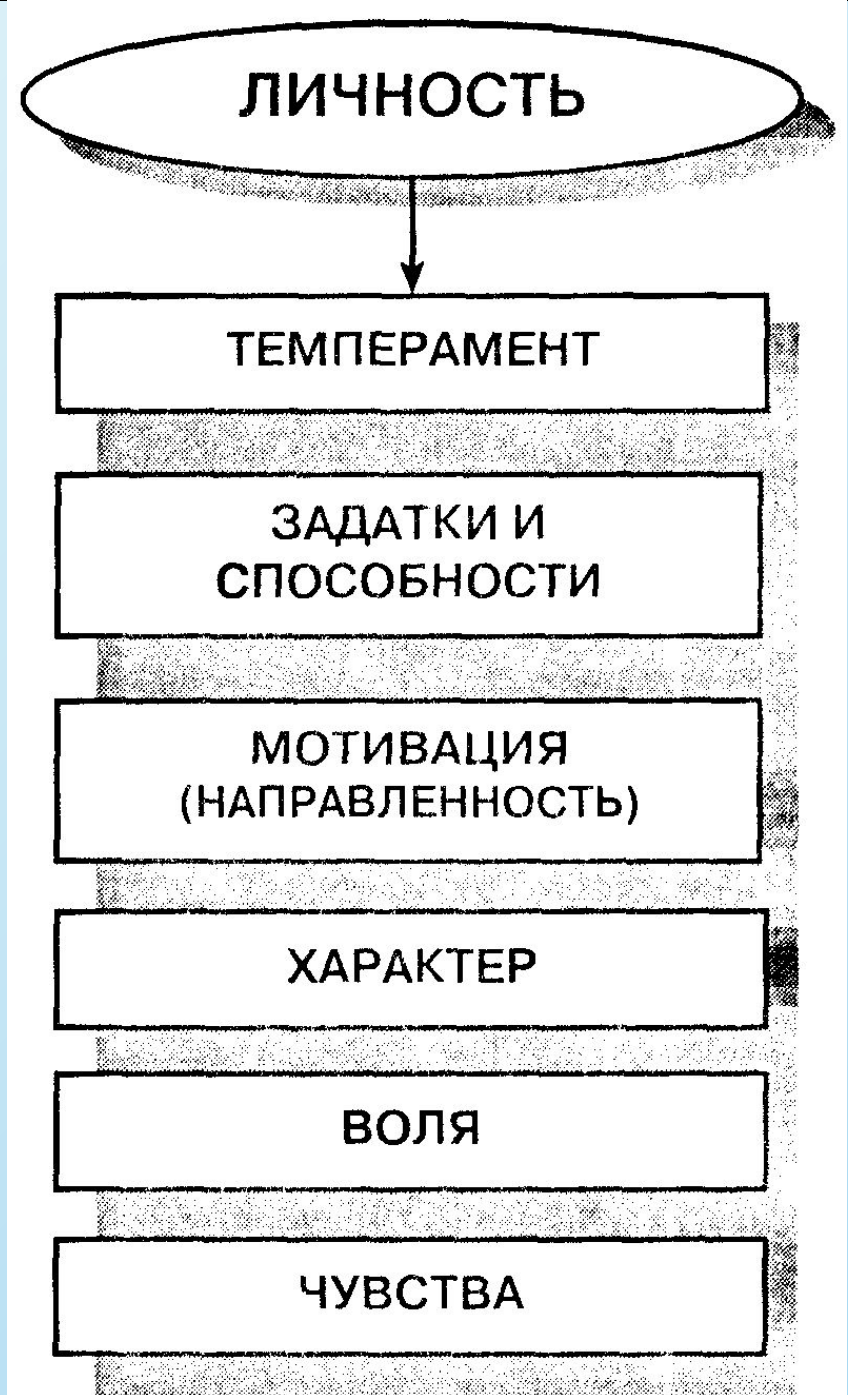 ЛИЧНОСТЬ
ТЕМПЕРАМЕНТ
ЗАДАТКИ И
СПОСОБНОСТИ
МОТИВАЦИЯ
(НАПРАВЛЕННОСТЬ)
ХАРАКТЕР
ВОЛЯ
ЧУВСТВА